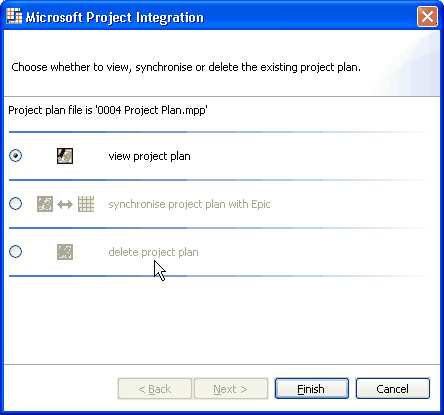 Microsoft Project Integration
Choose whether to view, synchronise or delete the existing project plan.
Project plan file is '0004 Project Plan.mpp'
view project plan
synchronise project plan with Epic
delete project plan
< Back Next > Finish Cancel